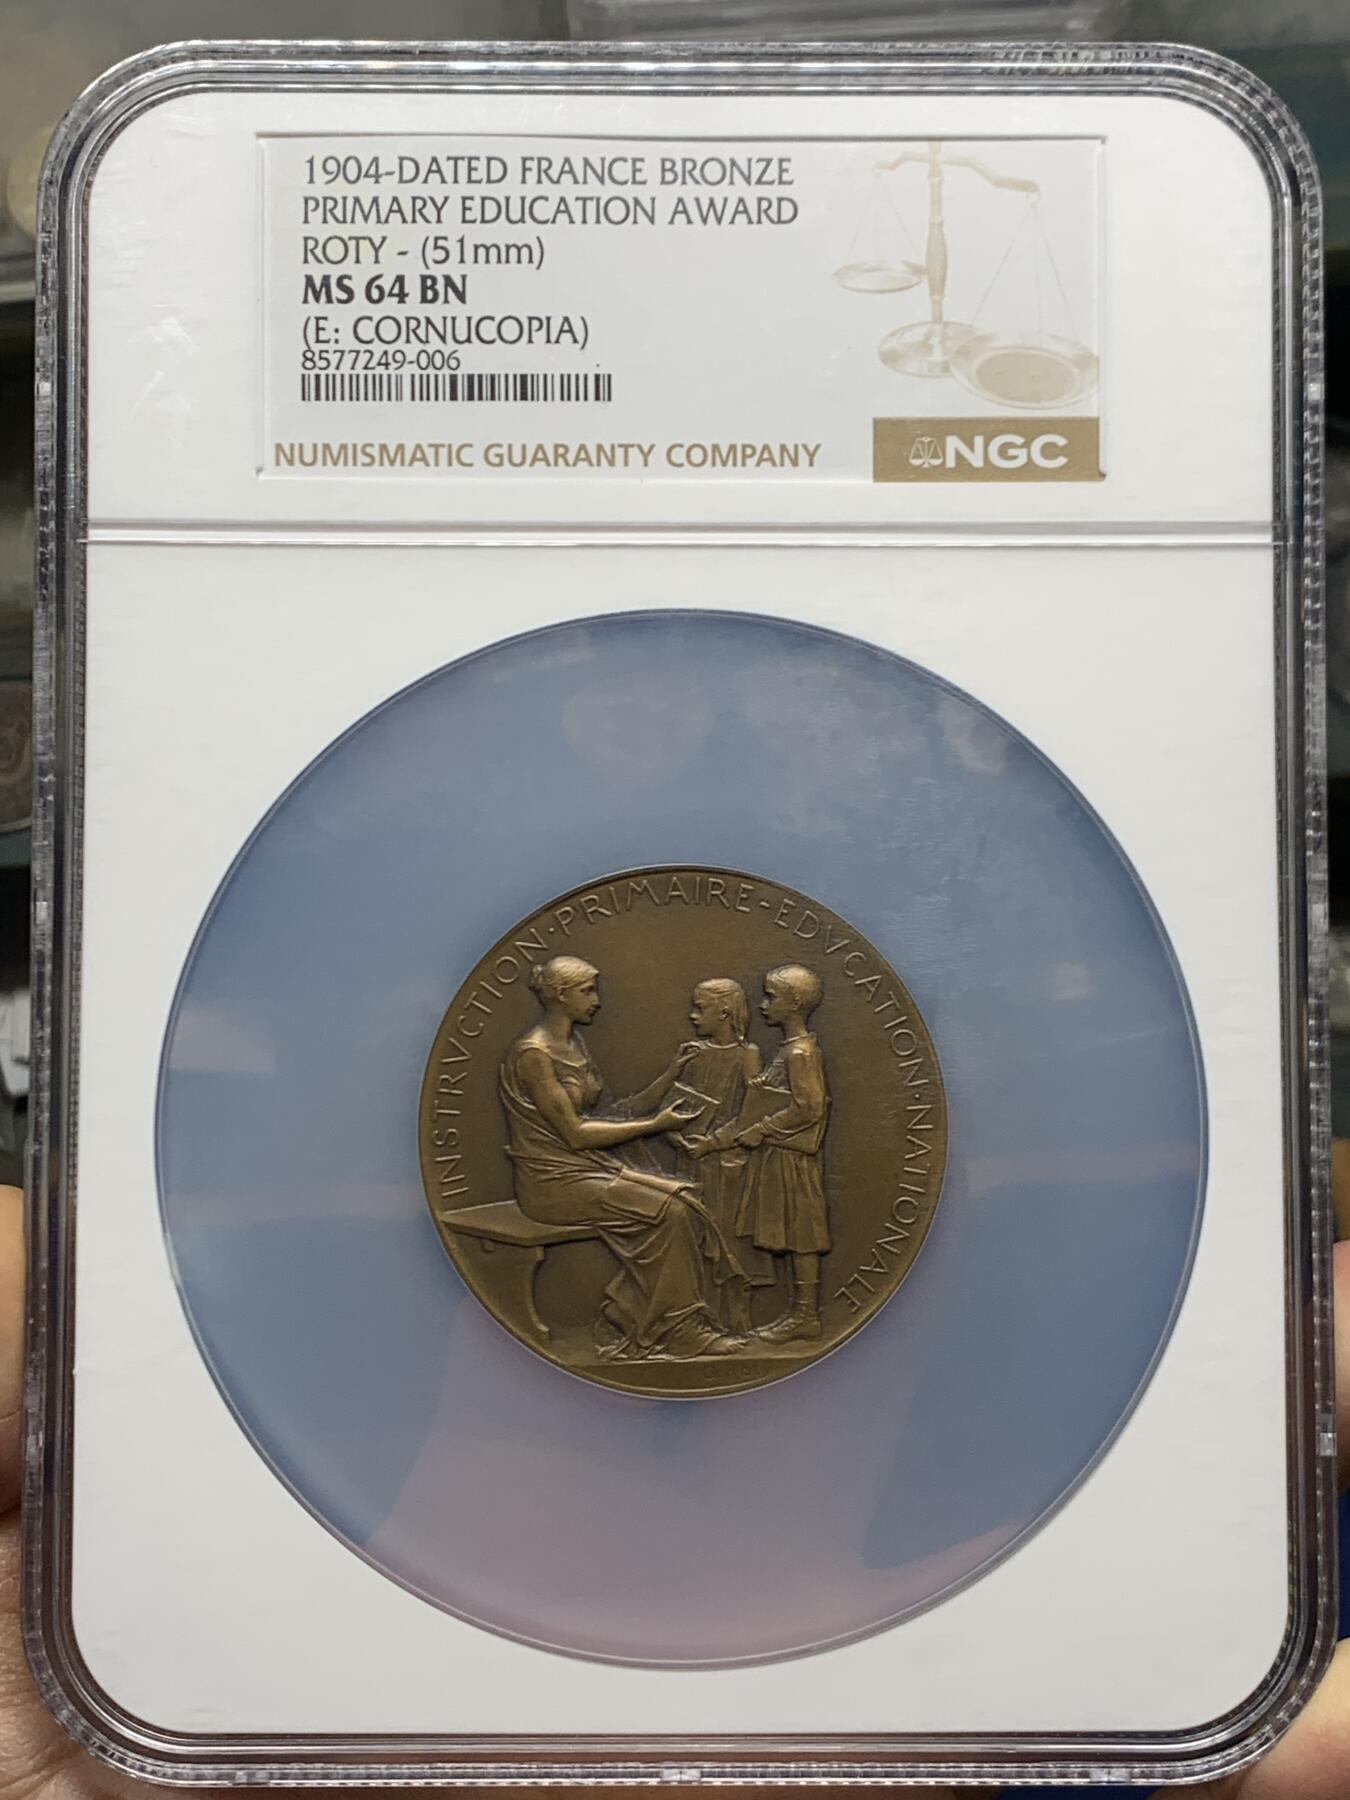 1904-DATED FRANCE BRONZE
PRIMARY EDUCATION AWARD
ROTY - (51mm)
MS 64 BN
(E: CORNUCOPIA)
8577249-006
NUMISMATIC GUARANTY COMPANY
NGC
INSTRVCTION·PRIMAIRE-EDVCATION·NATIONALE
O. Roty